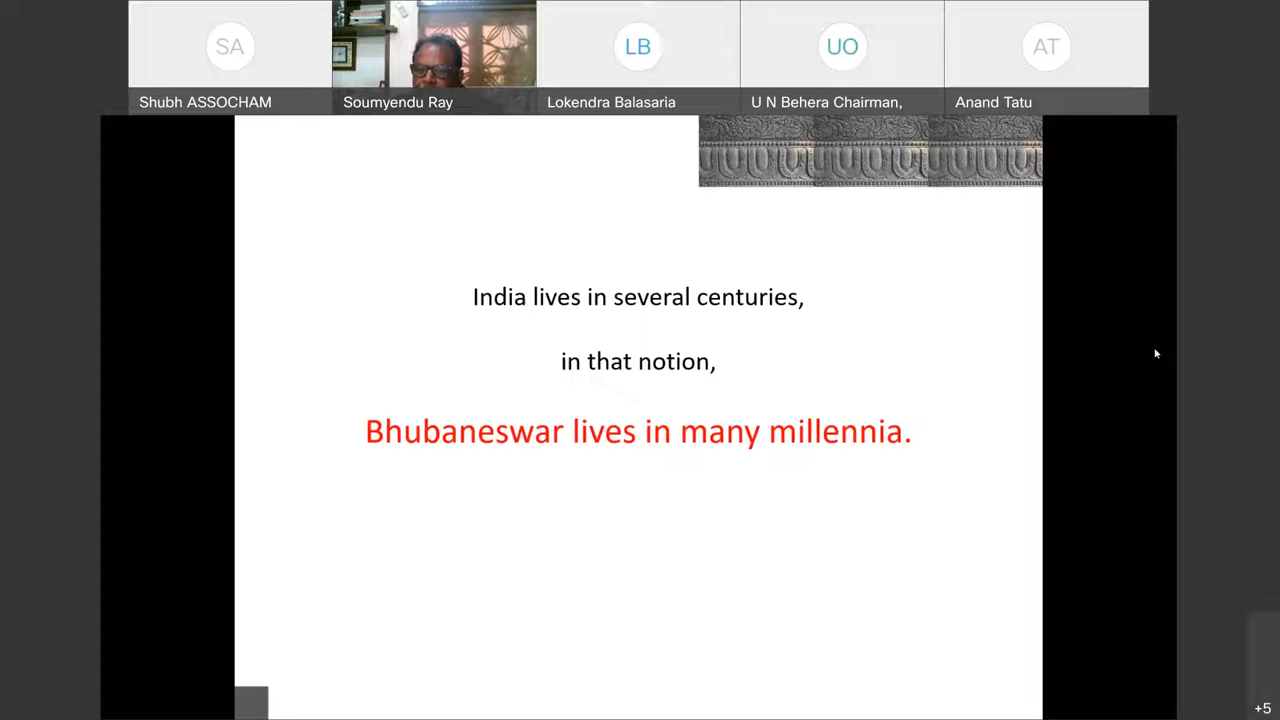 SA
LB
UO
AT
Shubh ASSOCHAM
Soumyendu Ray
Lokendra Balasaria
U N Behera Chairman,
Anand Tatu
India lives in several centuries,
in that notion,
Bhubaneswar lives in many millennia.
+5